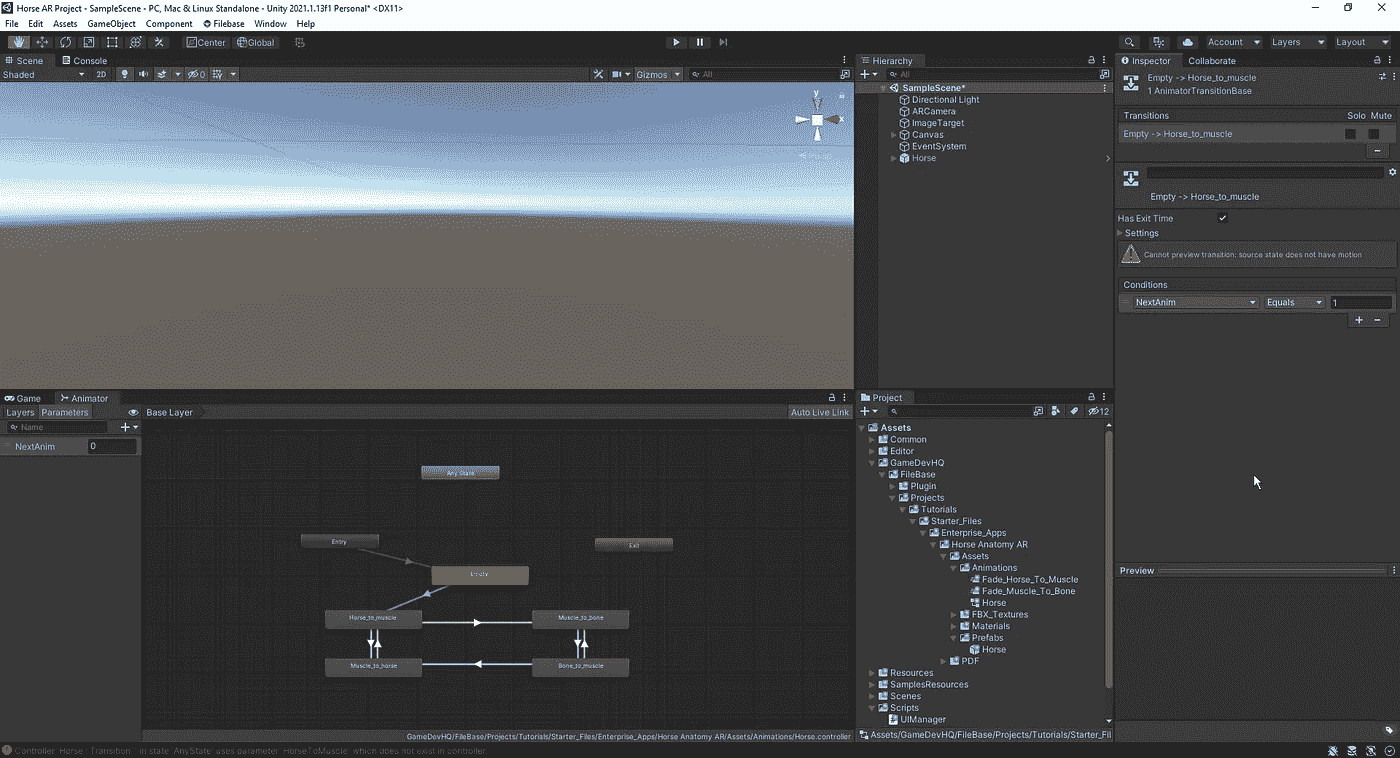 Horse AR Project - SampleScene - PC, Mac & Linux Standalone - Unity 2021.1.13f1 Personal* <DX11>
File Edit Assets GameObject Component Filebase Window Help
Center Global Account Layers Layout
Scene Console
Shaded 2D 0 Gizmos All
y
x
Hierarchy
All
SampleScene*
Directional Light
ARCamera
ImageTarget
Canvas
EventSystem
Horse
Inspector Collaborate
Empty -> Horse_to_muscle
1 AnimatorTransitionBase
Transitions Solo Mute
Empty -> Horse_to_muscle
Empty -> Horse_to_muscle
Has Exit Time
Settings
Cannot preview transition: source state does not have motion
Conditions
NextAnim Equals 1
Preview
Game Animator
Layers Parameters Base Layer Auto Live Link
Name
NextAnim 0
Any State
Entry
Exit
Empty
Horse_to_muscle
Muscle_to_bone
Muscle_to_horse
Bone_to_muscle
GameDevHQ/FileBase/Projects/Tutorials/Starter_Files/Enterprise_Apps/Horse Anatomy AR/Assets/Animations/Horse.controller
Project
12
Assets
Common
Editor
GameDevHQ
FileBase
Plugin
Projects
Tutorials
Starter_Files
Enterprise_Apps
Horse Anatomy AR
Assets
Animations
Fade_Horse_To_Muscle
Fade_Muscle_To_Bone
Horse
FBX_Textures
Materials
Prefabs
Horse
PDF
Resources
SamplesResources
Scenes
Scripts
UIManager
Assets/GameDevHQ/FileBase/Projects/Tutorials/Starter_Fil
Controller 'Horse': Transition '' in state 'AnyState' uses parameter 'HorseToMuscle' which does not exist in controller.